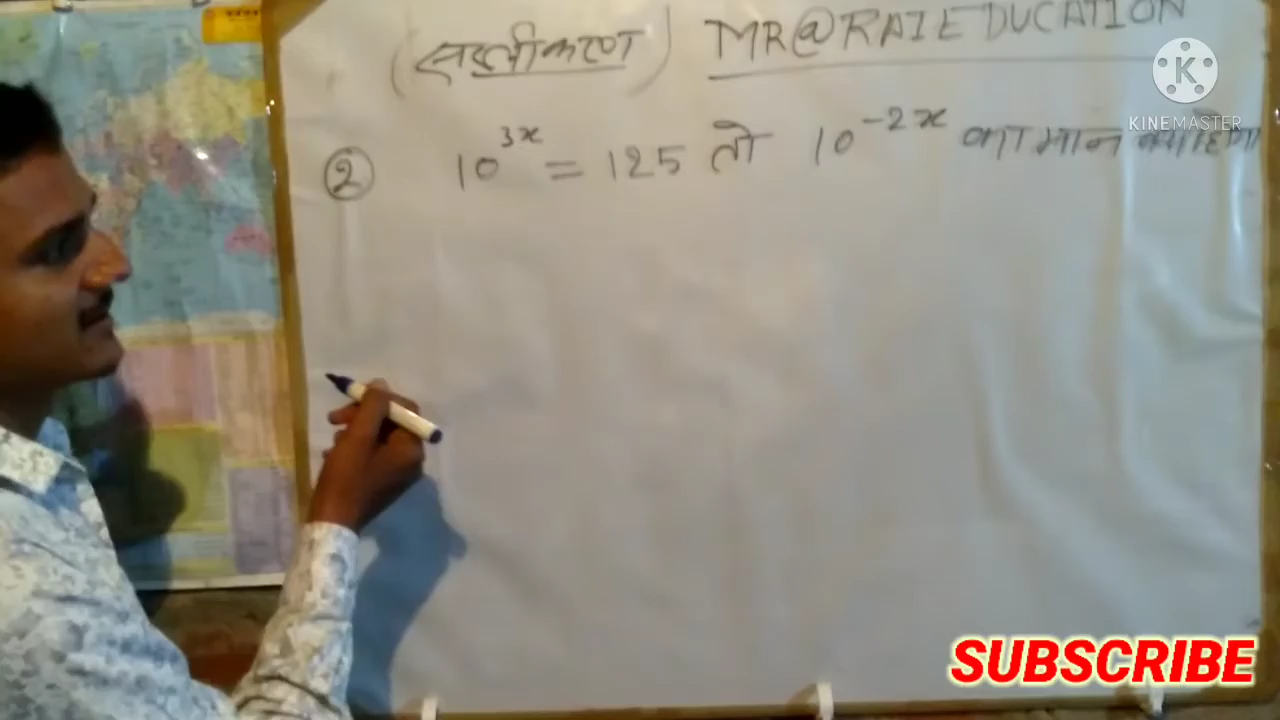 (सरलीकरण) MR@RAI EDUCATION
KINEMASTER
② 10^3x = 125 तो 10^-2x का मान क्या होगा
SUBSCRIBE